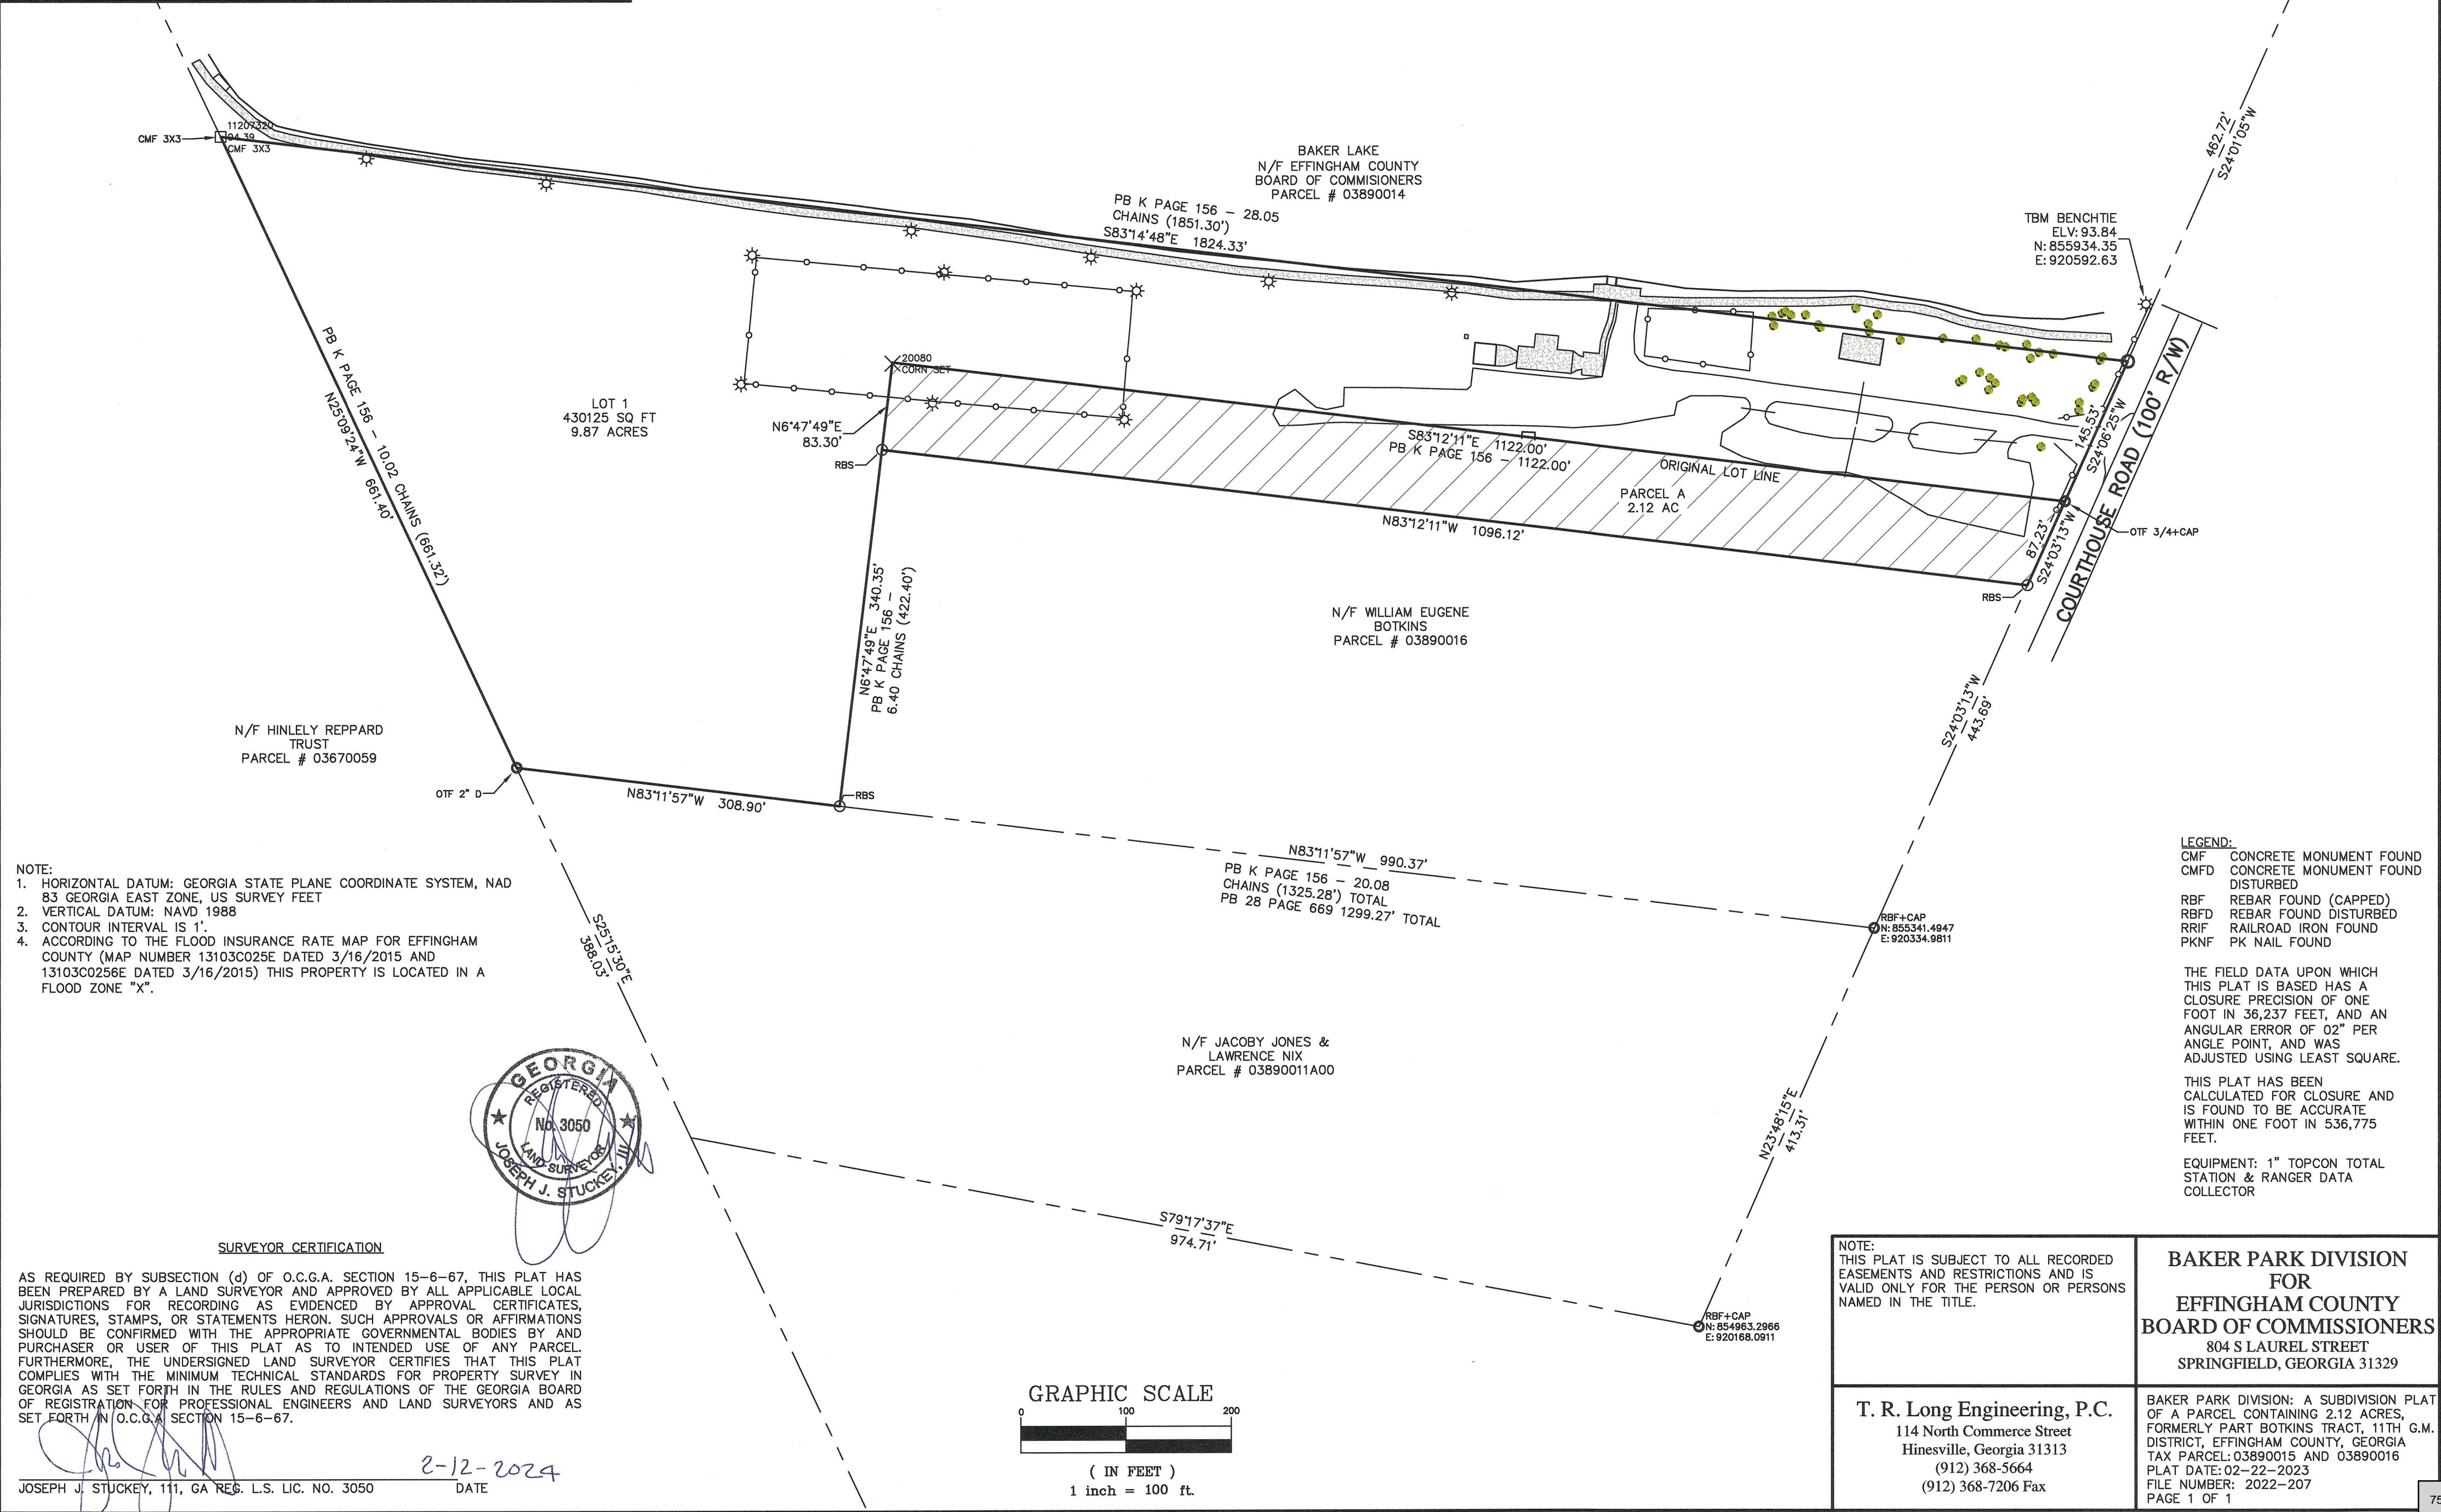 CMF 3X3
11207320
94.39
CMF 3X3
BAKER LAKE
N/F EFFINGHAM COUNTY
BOARD OF COMMISIONERS
PARCEL # 03890014
PB K PAGE 156 - 28.05
CHAINS (1851.30')
S83°14'48"E 1824.33'
462.72'
S24°01'05"W
TBM BENCHTIE
ELV: 93.84
N: 855934.35
E: 920592.63
PB K PAGE 156 - 10.02 CHAINS (661.32')
N25°09'24"W 661.40'
LOT 1
430125 SQ FT
9.87 ACRES
20080
CORN SET
N6°47'49"E
83.30'
RBS
S83°12'11"E 1122.00'
PB K PAGE 156 - 1122.00'
ORIGINAL LOT LINE
PARCEL A
2.12 AC
N83°12'11"W 1096.12'
145.53'
S24°06'25"W
COURTHOUSE ROAD (100' R/W)
87.23'
S24°03'13"W
OTF 3/4+CAP
RBS
N6°47'49"E 340.35'
PB K PAGE 156 -
6.40 CHAINS (422.40')
N/F WILLIAM EUGENE
BOTKINS
PARCEL # 03890016
S24°03'13"W
443.69'
N/F HINLELY REPPARD
TRUST
PARCEL # 03670059
OTF 2" D
N83°11'57"W 308.90'
RBS
N83°11'57"W 990.37'
PB K PAGE 156 - 20.08
CHAINS (1325.28') TOTAL
PB 28 PAGE 669 1299.27' TOTAL
RBF+CAP
N: 855341.4947
E: 920334.9811
NOTE:
1. HORIZONTAL DATUM: GEORGIA STATE PLANE COORDINATE SYSTEM, NAD
83 GEORGIA EAST ZONE, US SURVEY FEET
2. VERTICAL DATUM: NAVD 1988
3. CONTOUR INTERVAL IS 1'.
4. ACCORDING TO THE FLOOD INSURANCE RATE MAP FOR EFFINGHAM
COUNTY (MAP NUMBER 13103C025E DATED 3/16/2015 AND
13103C0256E DATED 3/16/2015) THIS PROPERTY IS LOCATED IN A
FLOOD ZONE "X".
S25°15'30"E
388.03'
N/F JACOBY JONES &
LAWRENCE NIX
PARCEL # 03890011A00
N23°48'15"E
413.31'
S79°17'37"E
974.71'
RBF+CAP
N: 854963.2966
E: 920168.0911
LEGEND:
CMF CONCRETE MONUMENT FOUND
CMFD CONCRETE MONUMENT FOUND
DISTURBED
RBF REBAR FOUND (CAPPED)
RBFD REBAR FOUND DISTURBED
RRIF RAILROAD IRON FOUND
PKNF PK NAIL FOUND
THE FIELD DATA UPON WHICH
THIS PLAT IS BASED HAS A
CLOSURE PRECISION OF ONE
FOOT IN 36,237 FEET, AND AN
ANGULAR ERROR OF 02" PER
ANGLE POINT, AND WAS
ADJUSTED USING LEAST SQUARE.
THIS PLAT HAS BEEN
CALCULATED FOR CLOSURE AND
IS FOUND TO BE ACCURATE
WITHIN ONE FOOT IN 536,775
FEET.
EQUIPMENT: 1" TOPCON TOTAL
STATION & RANGER DATA
COLLECTOR
GEORGIA
REGISTERED
No. 3050
LAND SURVEYOR
JOSEPH J. STUCKEY, III
SURVEYOR CERTIFICATION
AS REQUIRED BY SUBSECTION (d) OF O.C.G.A. SECTION 15-6-67, THIS PLAT HAS
BEEN PREPARED BY A LAND SURVEYOR AND APPROVED BY ALL APPLICABLE LOCAL
JURISDICTIONS FOR RECORDING AS EVIDENCED BY APPROVAL CERTIFICATES,
SIGNATURES, STAMPS, OR STATEMENTS HERON. SUCH APPROVALS OR AFFIRMATIONS
SHOULD BE CONFIRMED WITH THE APPROPRIATE GOVERNMENTAL BODIES BY AND
PURCHASER OR USER OF THIS PLAT AS TO INTENDED USE OF ANY PARCEL.
FURTHERMORE, THE UNDERSIGNED LAND SURVEYOR CERTIFIES THAT THIS PLAT
COMPLIES WITH THE MINIMUM TECHNICAL STANDARDS FOR PROPERTY SURVEY IN
GEORGIA AS SET FORTH IN THE RULES AND REGULATIONS OF THE GEORGIA BOARD
OF REGISTRATION FOR PROFESSIONAL ENGINEERS AND LAND SURVEYORS AND AS
SET FORTH IN O.C.G.A SECTION 15-6-67.
2-12-2024
JOSEPH J. STUCKEY, 111, GA REG. L.S. LIC. NO. 3050 DATE
GRAPHIC SCALE
0 100 200
( IN FEET )
1 inch = 100 ft.
NOTE:
THIS PLAT IS SUBJECT TO ALL RECORDED
EASEMENTS AND RESTRICTIONS AND IS
VALID ONLY FOR THE PERSON OR PERSONS
NAMED IN THE TITLE.
BAKER PARK DIVISION
FOR
EFFINGHAM COUNTY
BOARD OF COMMISSIONERS
804 S LAUREL STREET
SPRINGFIELD, GEORGIA 31329
T. R. Long Engineering, P.C.
114 North Commerce Street
Hinesville, Georgia 31313
(912) 368-5664
(912) 368-7206 Fax
BAKER PARK DIVISION: A SUBDIVISION PLAT
OF A PARCEL CONTAINING 2.12 ACRES,
FORMERLY PART BOTKINS TRACT, 11TH G.M.
DISTRICT, EFFINGHAM COUNTY, GEORGIA
TAX PARCEL: 03890015 AND 03890016
PLAT DATE: 02-22-2023
FILE NUMBER: 2022-207
PAGE 1 OF 1
75